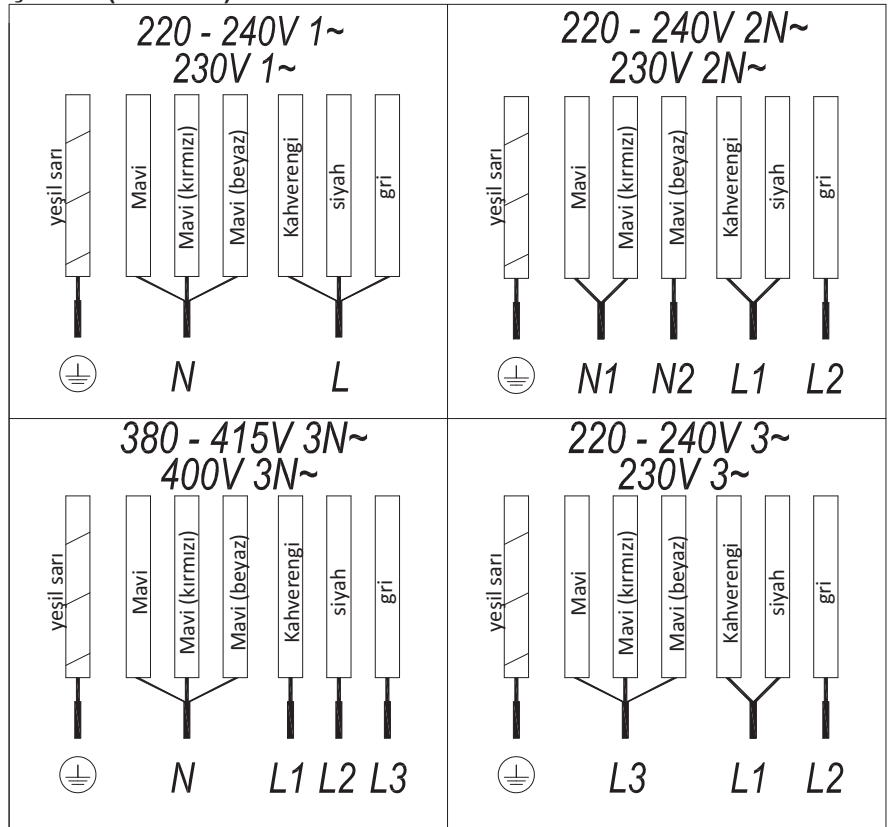 220 - 240V 1~
230V 1~
yeşil sarı
Mavi
Mavi (kırmızı)
Mavi (beyaz)
Kahverengi
siyah
gri
N
L
220 - 240V 2N~
230V 2N~
yeşil sarı
Mavi
Mavi (kırmızı)
Mavi (beyaz)
Kahverengi
siyah
gri
N1
N2
L1
L2
380 - 415V 3N~
400V 3N~
yeşil sarı
Mavi
Mavi (kırmızı)
Mavi (beyaz)
Kahverengi
siyah
gri
N
L1
L2
L3
220 - 240V 3~
230V 3~
yeşil sarı
Mavi
Mavi (kırmızı)
Mavi (beyaz)
Kahverengi
siyah
gri
L3
L1
L2